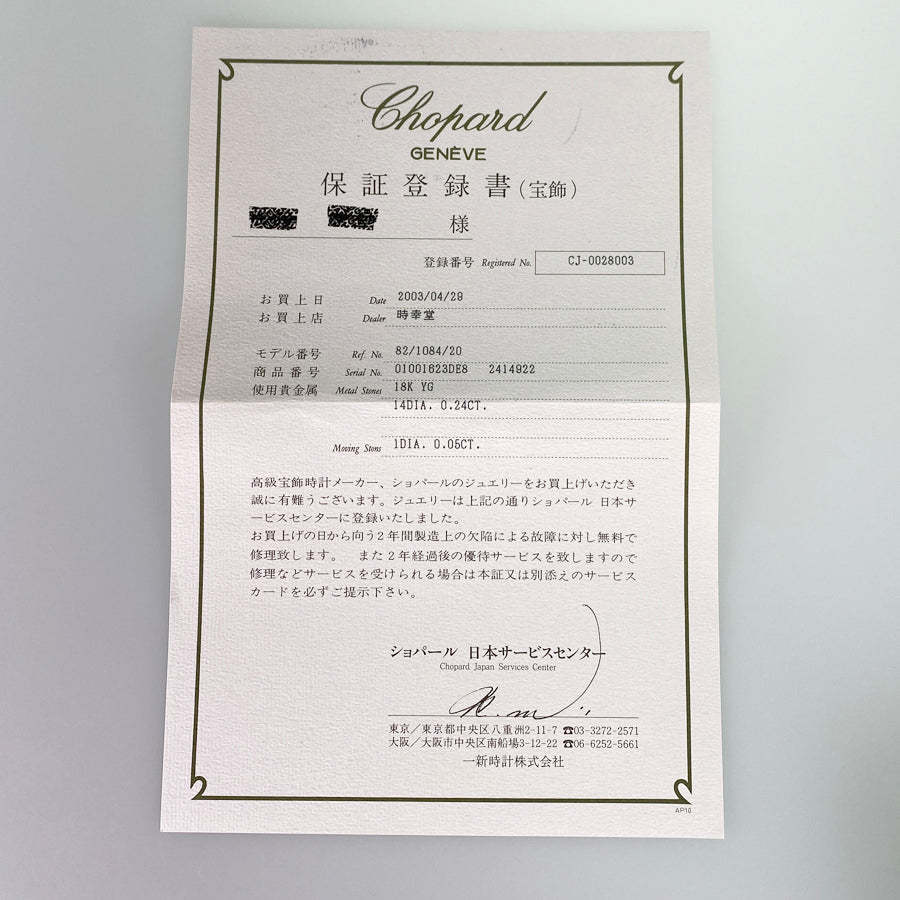 Chopard
GENÈVE
保証登録書(宝飾)
様
登録番号 Registered No. CJ-0028003
お買上日 Date 2003/04/29
お買上店 Dealer 時幸堂
モデル番号 Ref. No. 82/1084/20
商品番号 Serial No. 01001623DE8 2414922
使用貴金属 Metal Stones 18K YG
14DIA. 0.24CT.
Moving Stons 1DIA. 0.05CT.
高級宝飾時計メーカー、ショパールのジュエリーをお買上げいただき
誠に有難うございます。ジュエリーは上記の通りショパール 日本サ
ービスセンターに登録いたしました。
お買上げの日から向う2年間製造上の欠陥による故障に対し無料で
修理致します。 また2年経過後の優待サービスを致しますので
修理などサービスを受けられる場合は本証又は別添えのサービス
カードを必ずご提示下さい。
ショパール 日本サービスセンター
Chopard Japan Services Center
東京/東京都中央区八重洲2-11-7 ☎03-3272-2571
大阪/大阪市中央区南船場3-12-22 ☎06-6252-5661
一新時計株式会社
AP10